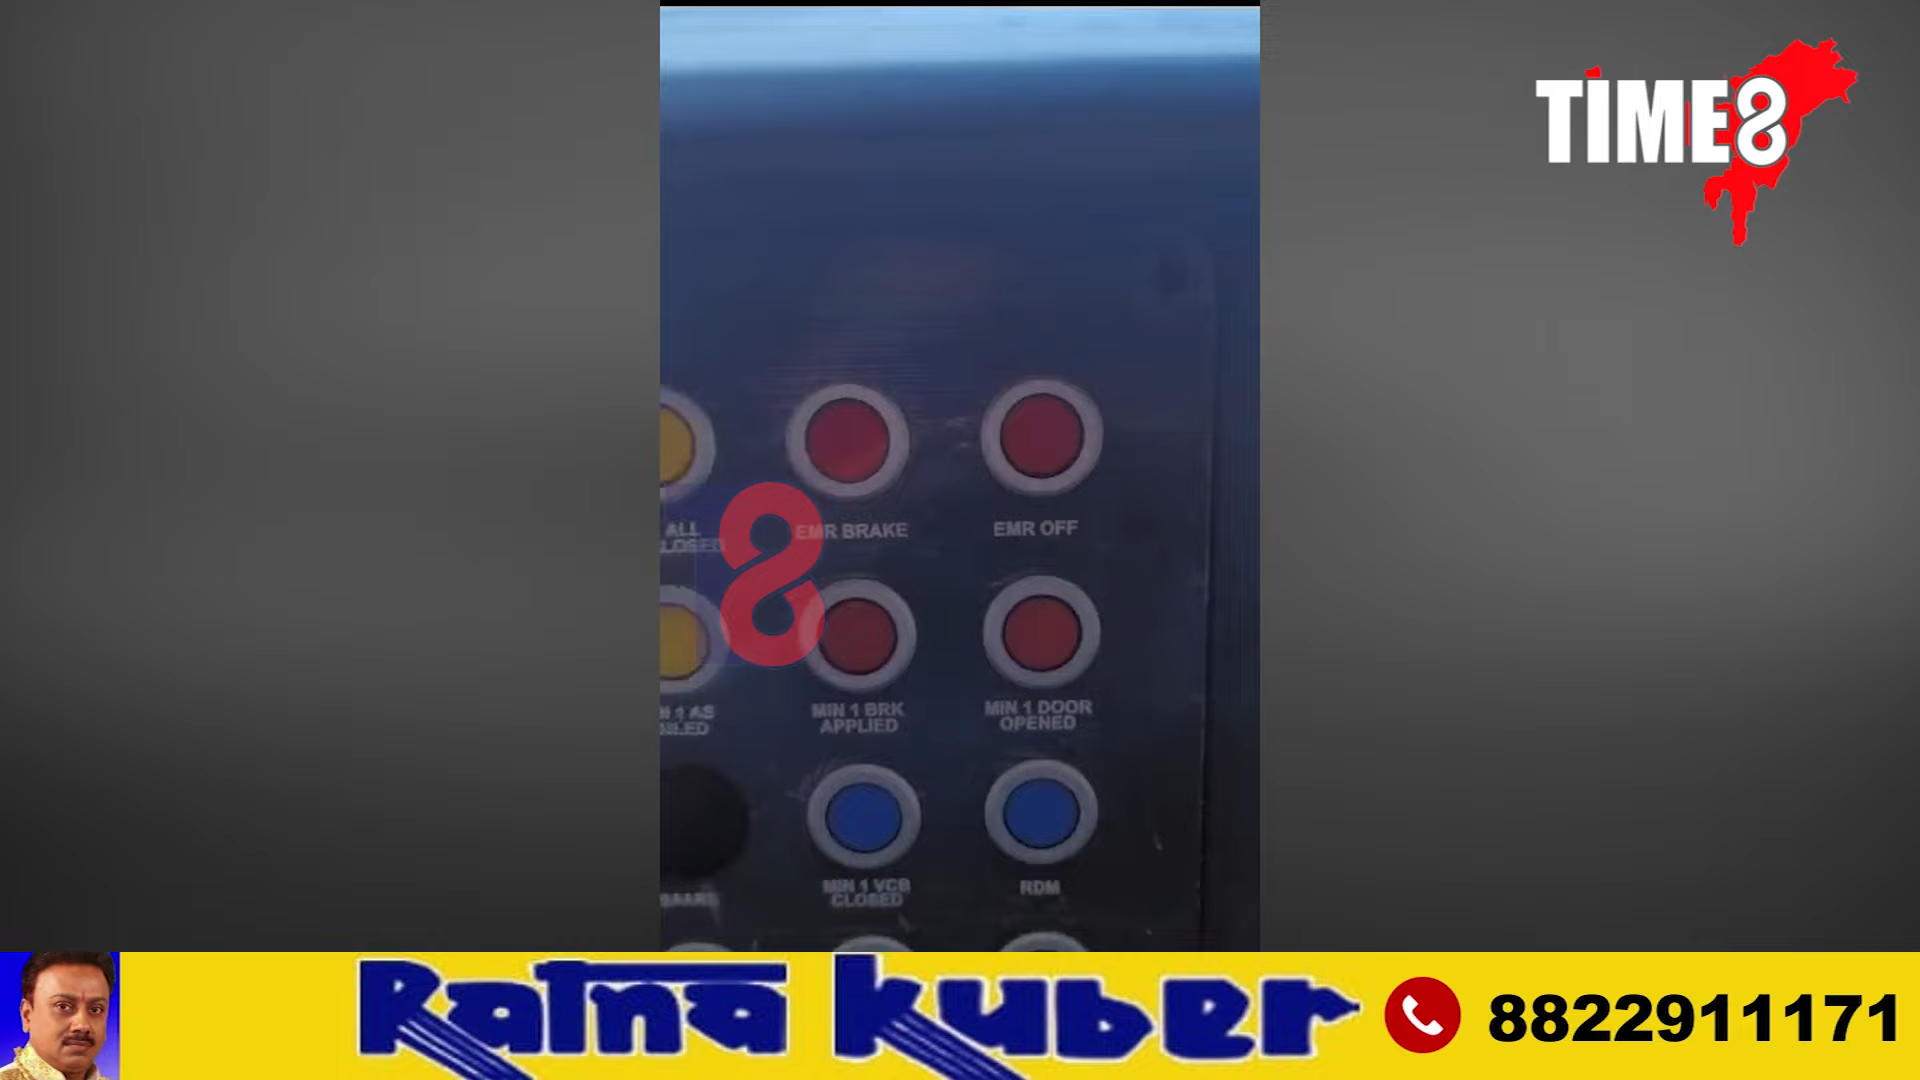 TIME8
ALL
EMR BRAKE
EMR OFF
MIN 1 BRK
APPLIED
MIN 1 DOOR
OPENED
MIN 1 VCB
CLOSED
RDM
Ratna Kuber
8822911171